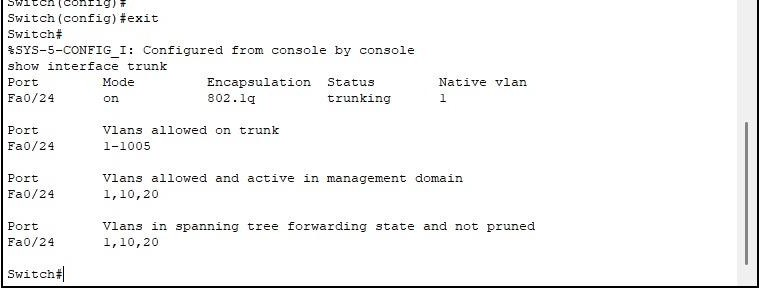 Switch(config)#
Switch(config)#exit
Switch#
%SYS-5-CONFIG_I: Configured from console by console
show interface trunk
Port        Mode         Encapsulation  Status        Native vlan
Fa0/24      on           802.1q         trunking      1

Port        Vlans allowed on trunk
Fa0/24      1-1005

Port        Vlans allowed and active in management domain
Fa0/24      1,10,20

Port        Vlans in spanning tree forwarding state and not pruned
Fa0/24      1,10,20

Switch#